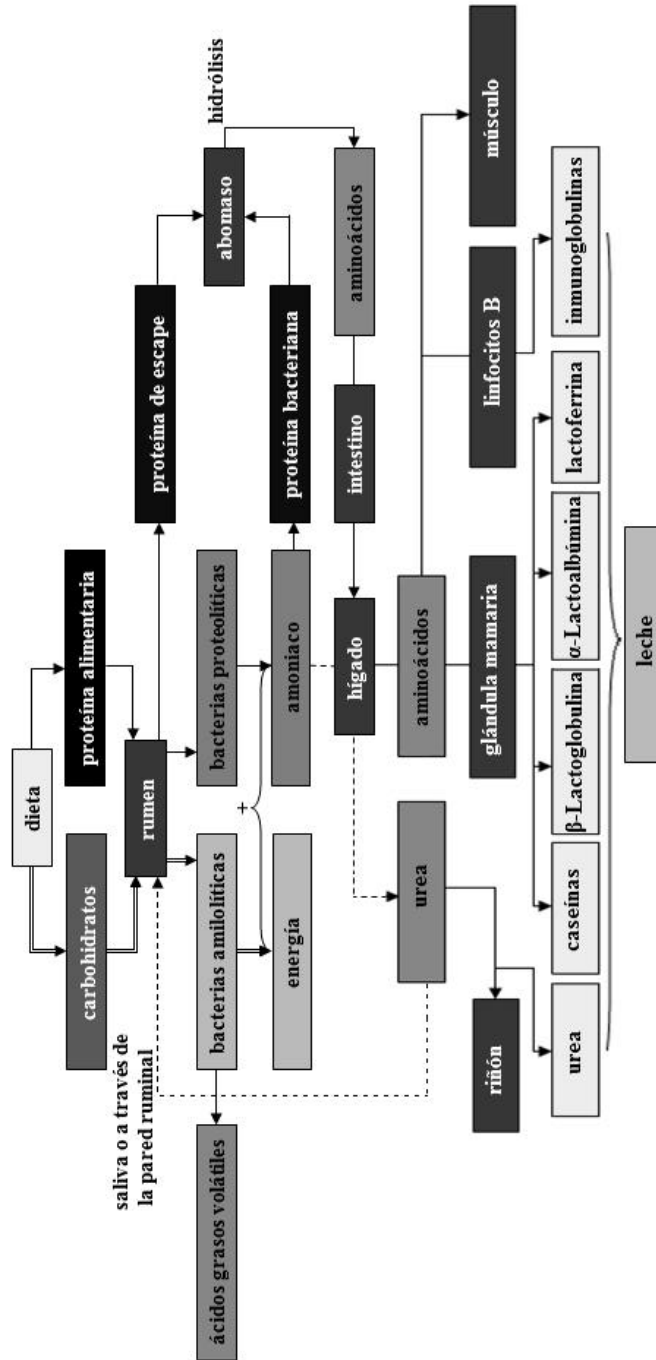 dieta
carbohidratos
proteína alimentaria
saliva o a través de
la pared ruminal
rumen
proteína de escape
abomaso
hidrólisis
ácidos grasos volátiles
bacterias amilolíticas
bacterias proteolíticas
+
energía
amoniaco
proteína bacteriana
aminoácidos
hígado
intestino
urea
aminoácidos
riñón
glándula mamaria
linfocitos B
músculo
urea
caseínas
β-Lactoglobulina
α-Lactoalbúmina
lactoferrina
inmunoglobulinas
leche